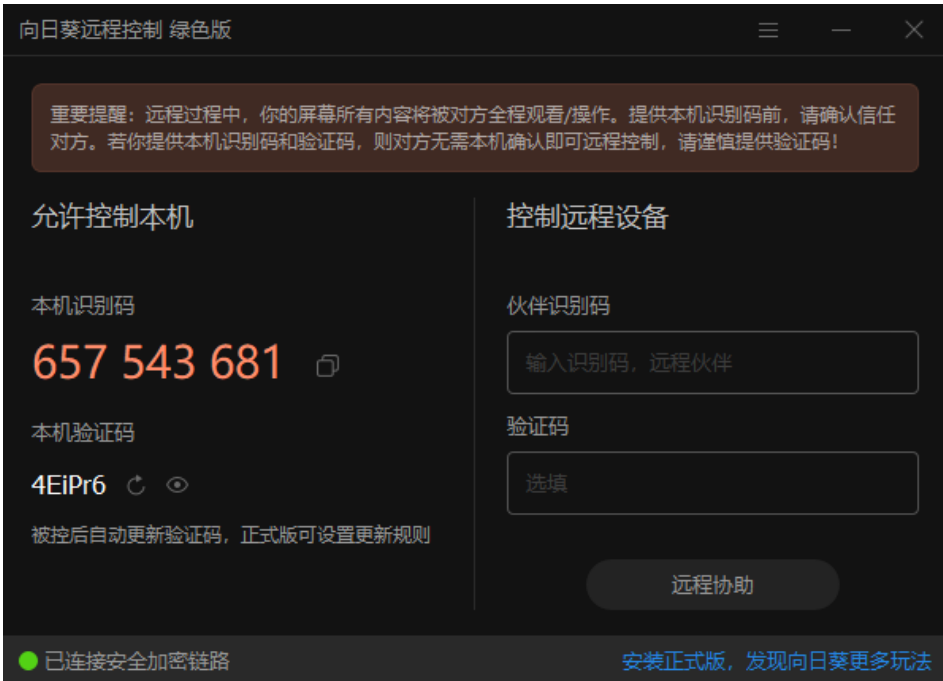 向日葵远程控制 绿色版
重要提醒：远程过程中，你的屏幕所有内容将被对方全程观看/操作。提供本机识别码前，请确认信任
对方。若你提供本机识别码和验证码，则对方无需本机确认即可远程控制，请谨慎提供验证码！
允许控制本机
本机识别码
657 543 681
本机验证码
4EiPr6
被控后自动更新验证码，正式版可设置更新规则
控制远程设备
伙伴识别码
输入识别码，远程伙伴
验证码
选填
远程协助
已连接安全加密链路
安装正式版，发现向日葵更多玩法